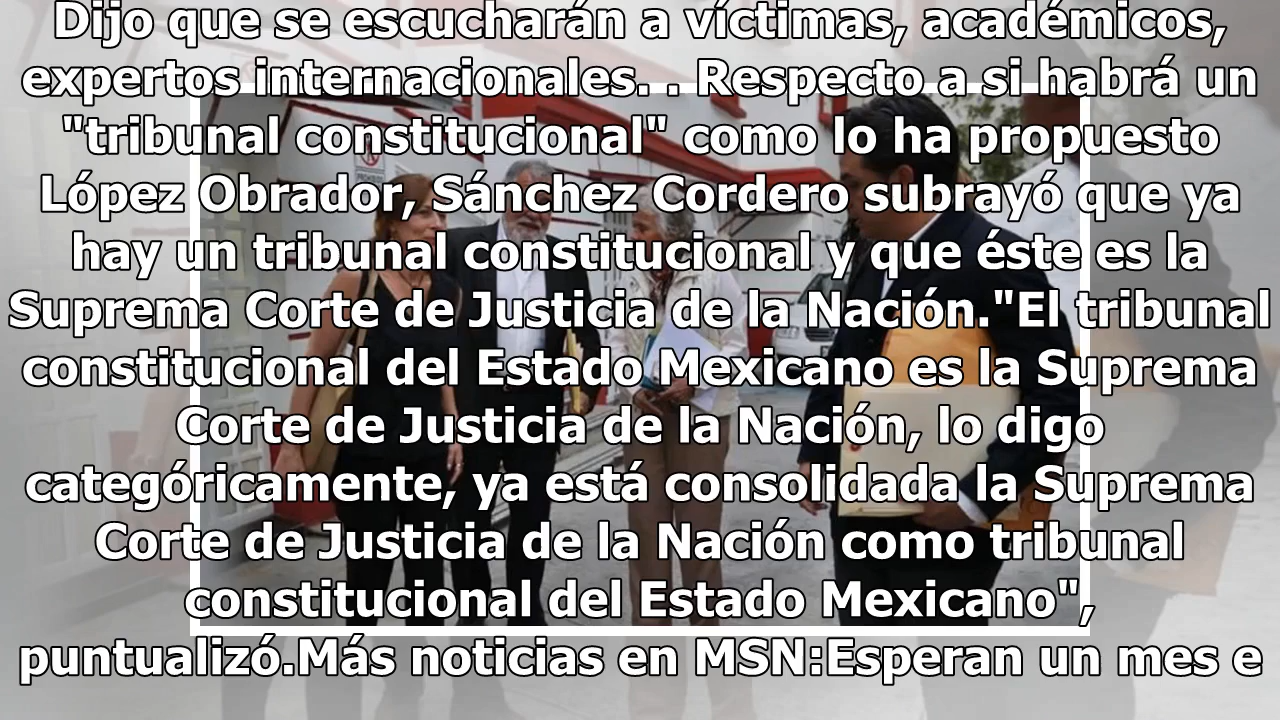 Dijo que se escucharán a víctimas, académicos,
expertos internacionales. . Respecto a si habrá un
"tribunal constitucional" como lo ha propuesto
López Obrador, Sánchez Cordero subrayó que ya
hay un tribunal constitucional y que éste es la
Suprema Corte de Justicia de la Nación."El tribunal
constitucional del Estado Mexicano es la Suprema
Corte de Justicia de la Nación, lo digo
categóricamente, ya está consolidada la Suprema
Corte de Justicia de la Nación como tribunal
constitucional del Estado Mexicano",
puntualizó.Más noticias en MSN:Esperan un mes e